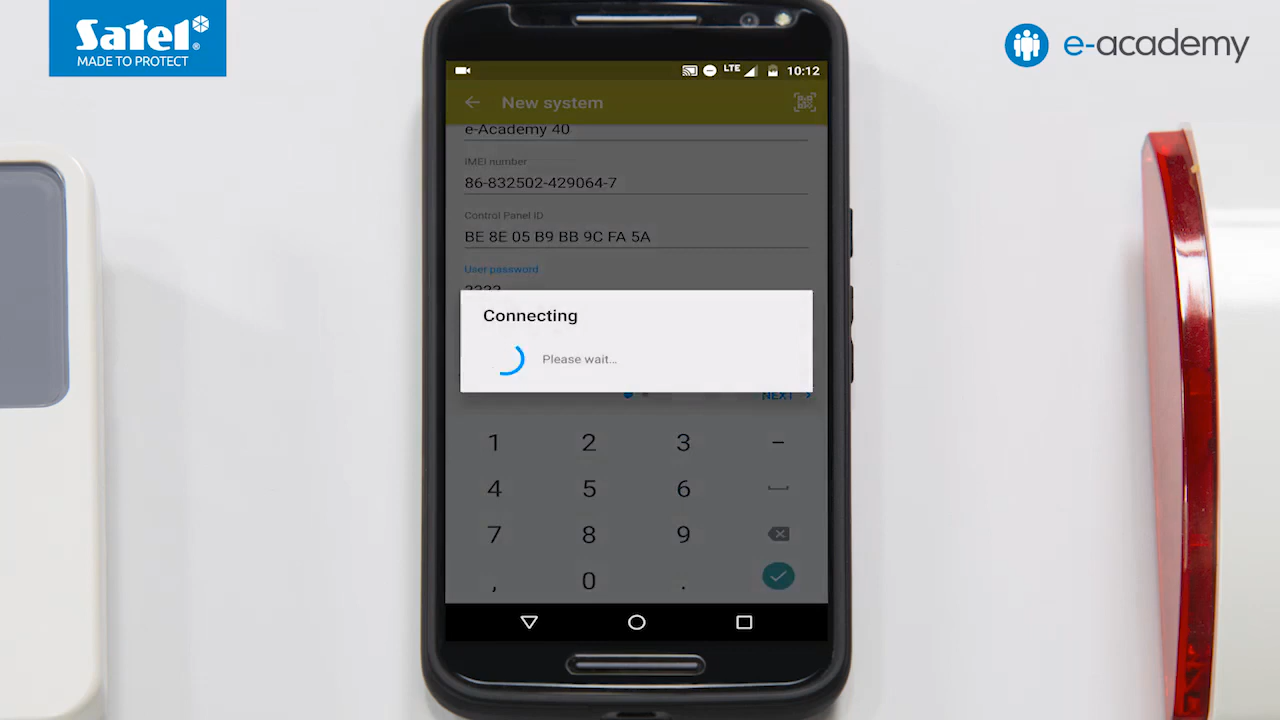 Satel®
MADE TO PROTECT
e-academy
LTE 10:12
New system
e-Academy 40
IMEI number
86-832502-429064-7
Control Panel ID
BE 8E 05 B9 BB 9C FA 5A
User password
Connecting
Please wait...
NEXT
1 2 3 –
4 5 6
7 8 9
, 0 .